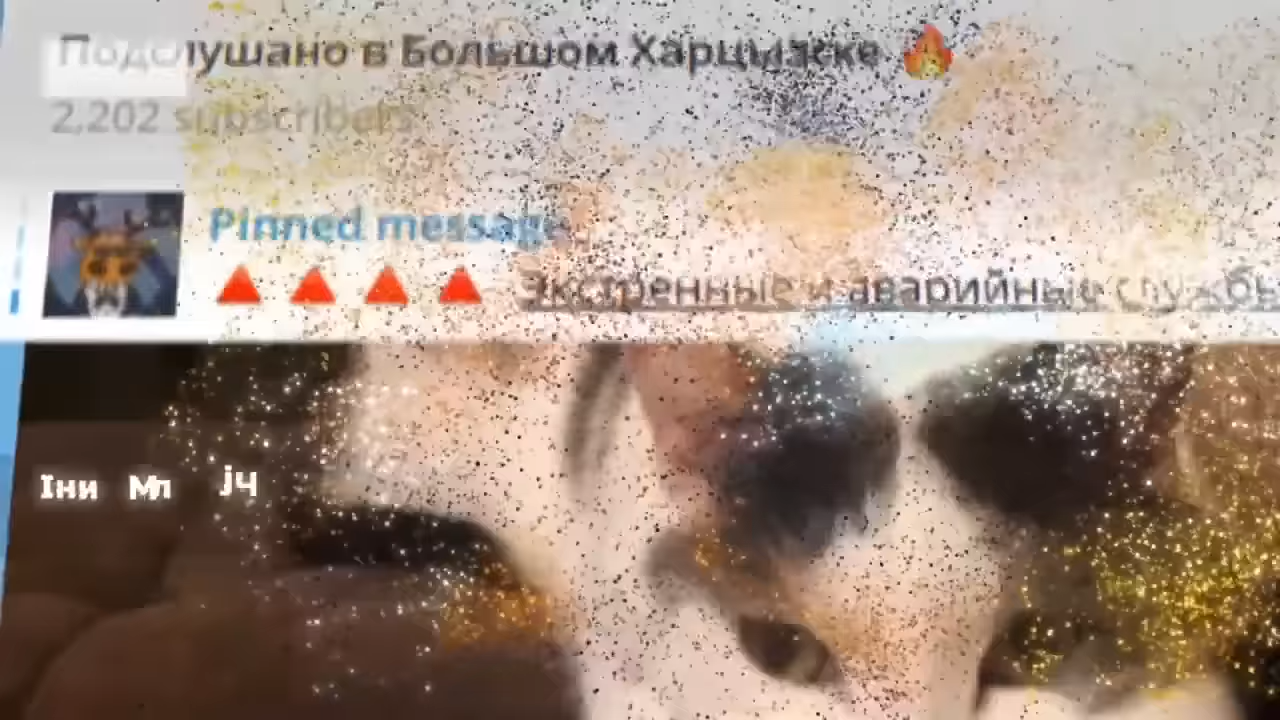 Подслушано в Большом Харцызске 🔥
2,202 subscribers
Pinned message
🔺🔺🔺🔺 Экстренные и аварийные службы